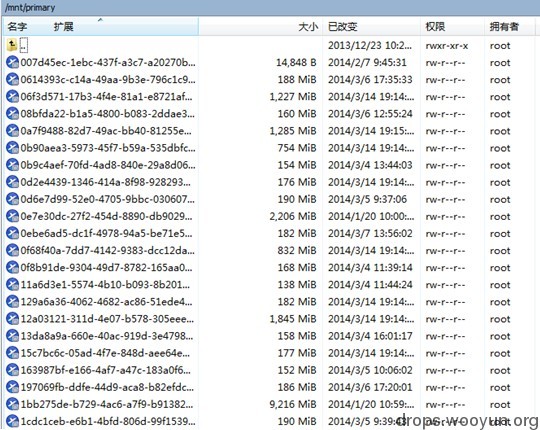 /mnt/primary
名字 扩展 大小 已改变 权限 拥有者
.. 2013/12/23 10:2... rwxr-xr-x root
007d45ec-1ebc-437f-a3c7-a20270b... 14,848 B 2014/2/7 9:45:31 rw-r--r-- root
0614393c-c14a-49aa-9b3e-796c1c9... 188 MiB 2014/3/6 17:35:33 rw-r--r-- root
06f3d571-17b3-4f4e-81a1-e8721af... 1,227 MiB 2014/3/14 19:14:... rw-r--r-- root
08bfda22-b1a5-4800-b083-2ddae3... 160 MiB 2014/3/6 12:55:24 rw-r--r-- root
0a7f9488-82d7-49ac-bb40-81255e... 1,285 MiB 2014/3/14 19:15:... rw-r--r-- root
0b90aea3-5973-45f7-b59a-535dbfc... 754 MiB 2014/3/14 19:14:... rw-r--r-- root
0b9c4aef-70fd-4ad8-840e-29a8d06... 154 MiB 2014/3/4 13:44:03 rw-r--r-- root
0d2e4439-1346-414a-8f98-928293... 176 MiB 2014/3/14 19:14:... rw-r--r-- root
0d6e7d99-52e0-4705-9bbc-030607... 190 MiB 2014/3/5 9:37:06 rw-r--r-- root
0e7e30dc-27f2-454d-8890-db9029... 2,206 MiB 2014/1/20 10:00:... rw-r--r-- root
0ebe6ad5-dc1f-4978-94a5-be71e5... 182 MiB 2014/3/7 13:56:02 rw-r--r-- root
0f68f40a-7dd7-4142-9383-dcc12da... 832 MiB 2014/3/14 19:14:... rw-r--r-- root
0f8b91de-9304-49d7-8782-165aa0... 168 MiB 2014/3/4 11:39:14 rw-r--r-- root
11a6d3e1-5574-4b10-b093-8b201... 138 MiB 2014/3/4 11:44:24 rw-r--r-- root
129a6a36-4062-4682-ac86-51ede4... 182 MiB 2014/3/14 19:14:... rw-r--r-- root
12a03121-311d-4e07-b578-305eee... 1,845 MiB 2014/3/14 19:14:... rw-r--r-- root
13da8a9a-660e-40ac-919d-3e4798... 158 MiB 2014/3/4 16:01:17 rw-r--r-- root
15c7bc6c-05ad-4f7e-848d-aee64e... 177 MiB 2014/3/14 19:14:... rw-r--r-- root
163987bf-e166-4af7-a47c-183a0f6... 152 MiB 2014/3/5 10:06:02 rw-r--r-- root
197069fb-ddfe-44d9-aca8-b82efdc... 186 MiB 2014/3/6 17:20:01 rw-r--r-- root
1bb275de-b729-4ac6-a7f9-b91382... 9,216 MiB 2014/1/20 10:59:... rw-r--r-- root
1cdc1ceb-e6b1-4bfd-806d-99f1539... 190 MiB 2014/3/5 9:39:43 rw-r--r-- root
drops.wooyun.org